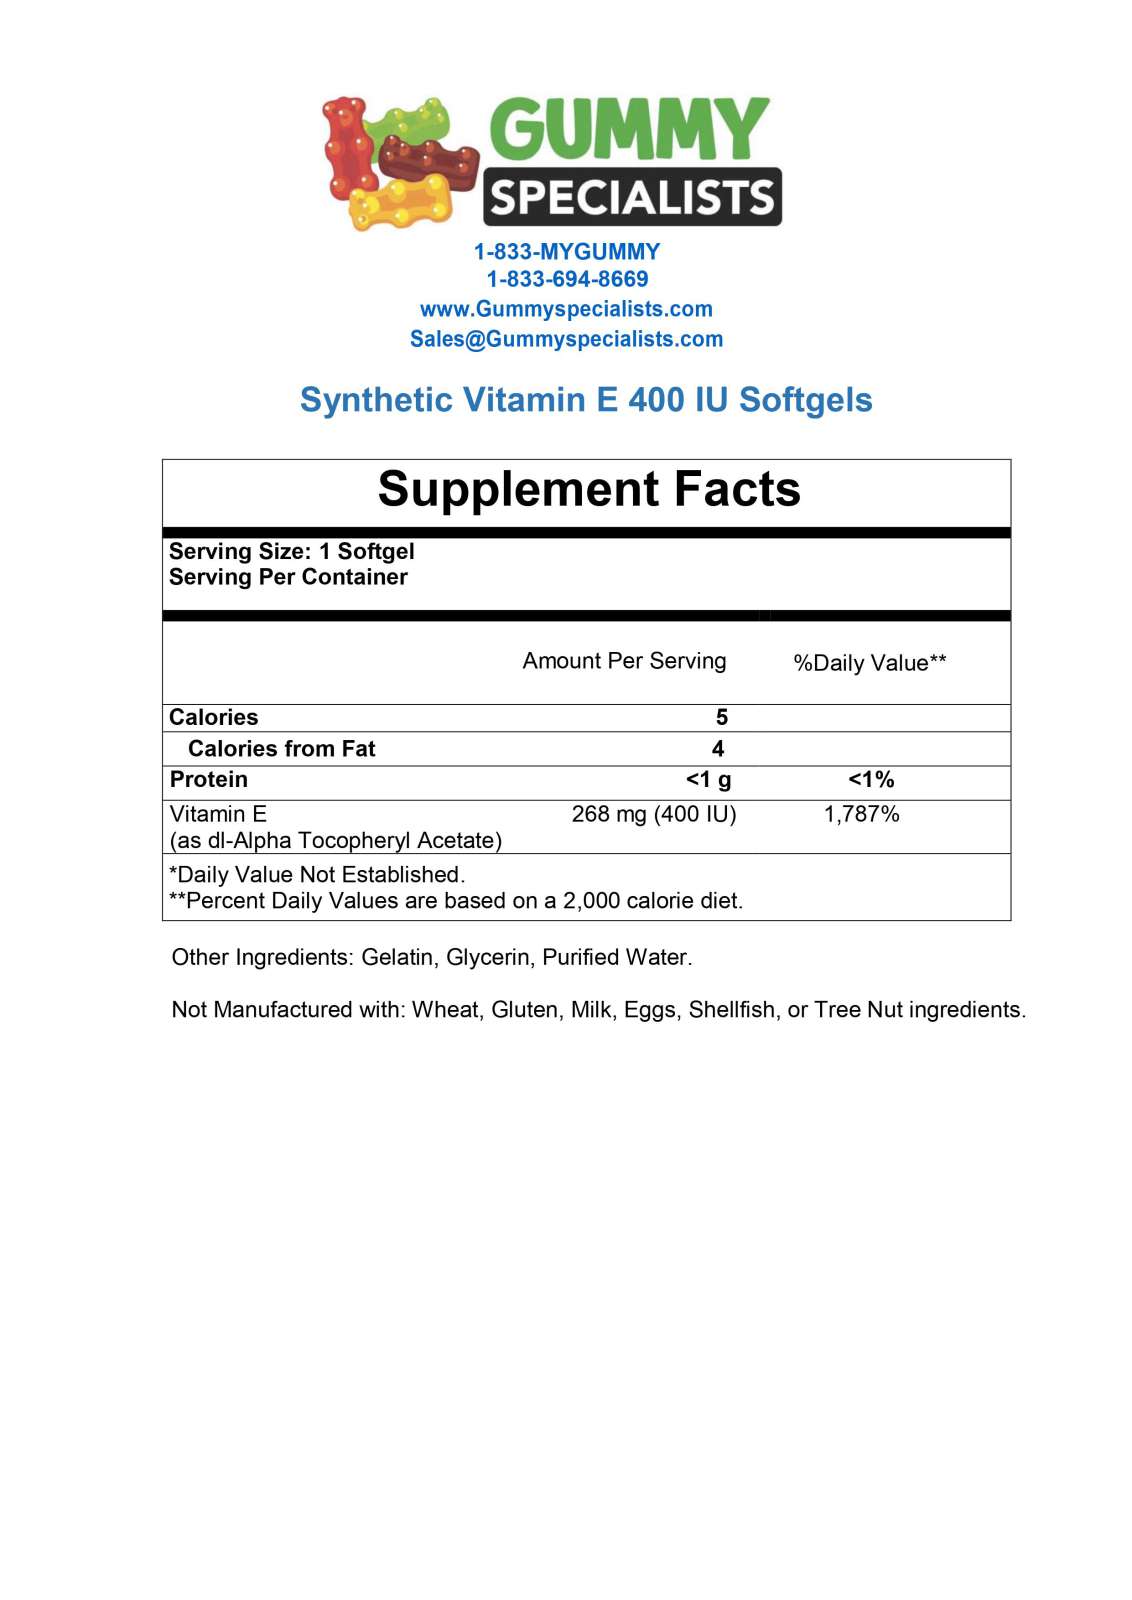 GUMMY
SPECIALISTS
1-833-MYGUMMY
1-833-694-8669
www.Gummyspecialists.com
Sales@Gummyspecialists.com
Synthetic Vitamin E 400 IU Softgels
Supplement Facts
Serving Size: 1 Softgel
Serving Per Container
Amount Per Serving %Daily Value**
Calories 5
Calories from Fat 4
Protein <1 g <1%
Vitamin E 268 mg (400 IU) 1,787%
(as dl-Alpha Tocopheryl Acetate)
*Daily Value Not Established.
**Percent Daily Values are based on a 2,000 calorie diet.
Other Ingredients: Gelatin, Glycerin, Purified Water.
Not Manufactured with: Wheat, Gluten, Milk, Eggs, Shellfish, or Tree Nut ingredients.